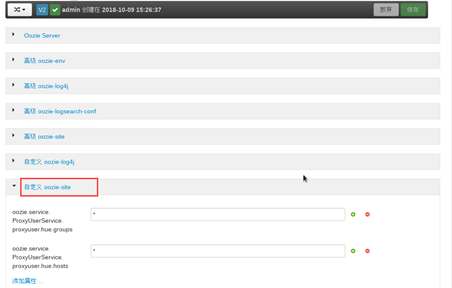 V2 admin 创建在 2018-10-09 15:26:37 放弃 保存
Oozie Server
高级 oozie-env
高级 oozie-log4j
高级 oozie-logsearch-conf
高级 oozie-site
自定义 oozie-log4j
自定义 oozie-site
oozie.service.
ProxyUserService.
proxyuser.hue.groups
*
oozie.service.
ProxyUserService.
proxyuser.hue.hosts
*
添加属性 ...